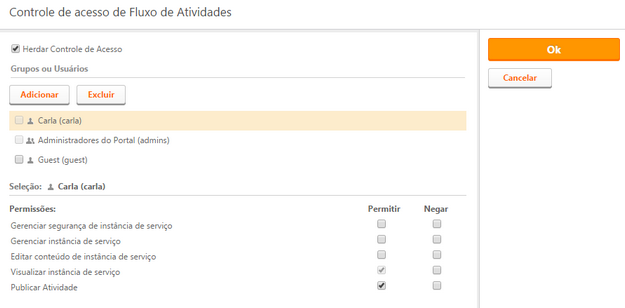 Controle de acesso de Fluxo de Atividades
Herdar Controle de Acesso
Grupos ou Usuários
Adicionar Excluir
Carla (carla)
Administradores do Portal (admins)
Guest (guest)
Seleção: Carla (carla)
Permissões: Permitir Negar
Gerenciar segurança de instância de serviço
Gerenciar instância de serviço
Editar conteúdo de instância de serviço
Visualizar instância de serviço
Publicar Atividade
Ok
Cancelar